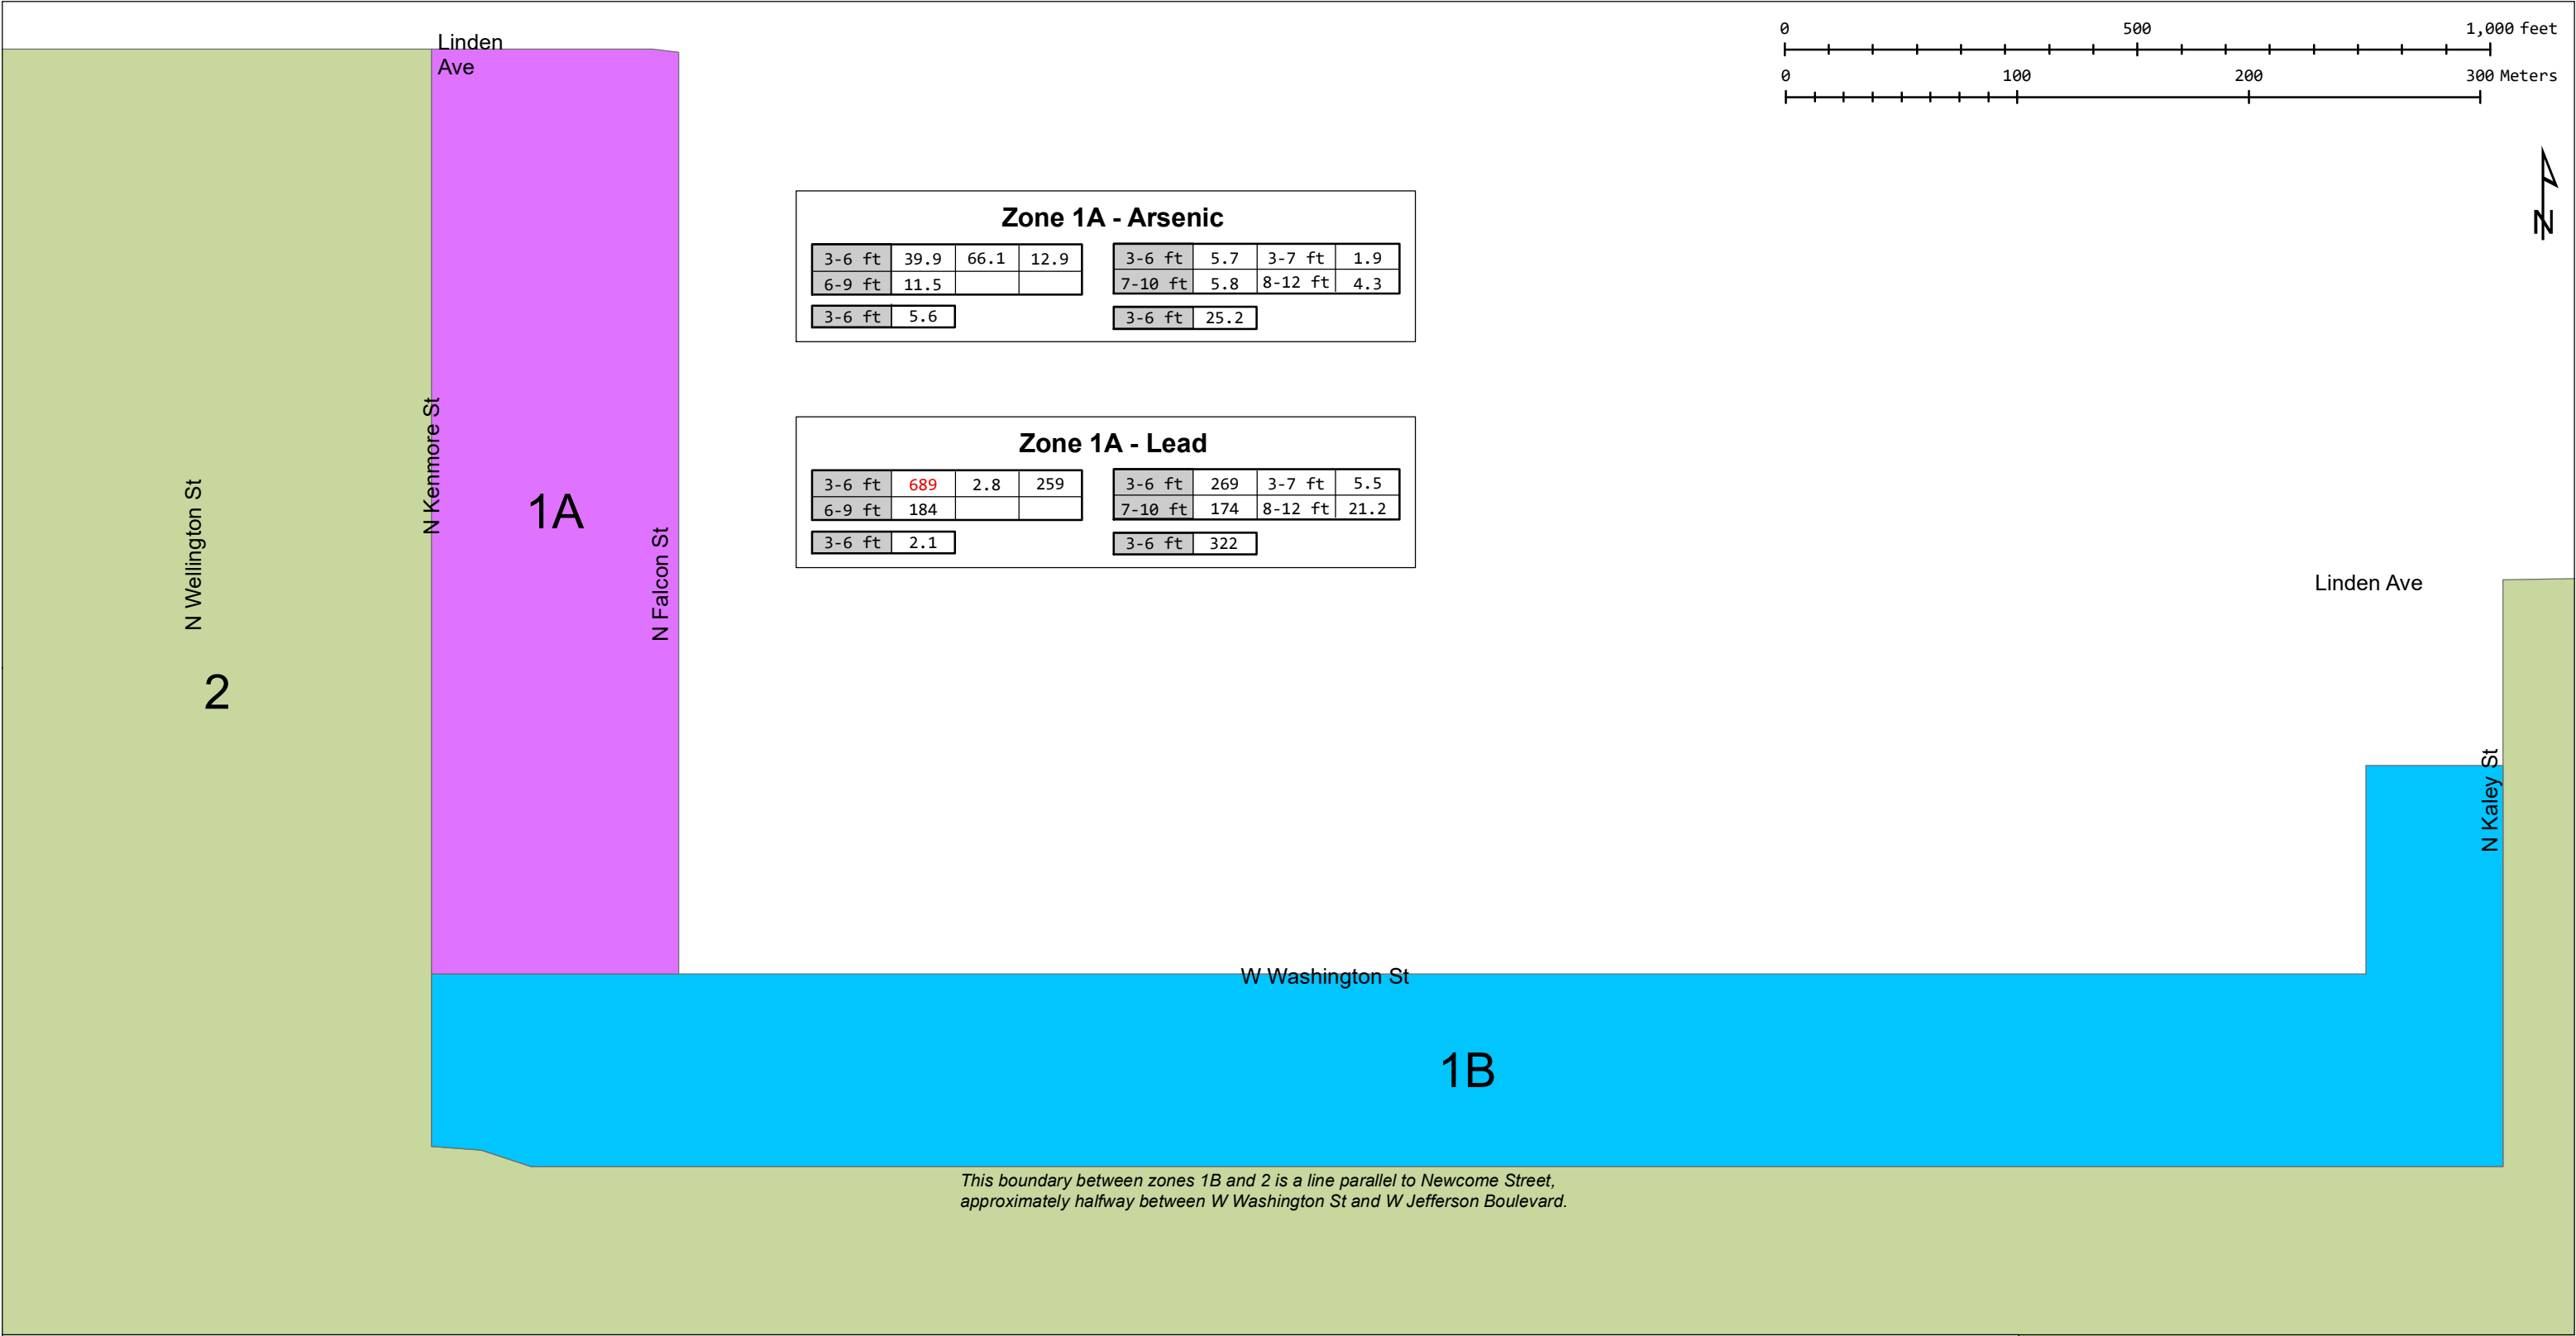 Linden
Ave
0 500 1,000 feet
0 100 200 300 Meters
N
Zone 1A - Arsenic
3-6 ft 39.9 66.1 12.9
6-9 ft 11.5
3-6 ft 5.6
3-6 ft 5.7 3-7 ft 1.9
7-10 ft 5.8 8-12 ft 4.3
3-6 ft 25.2
Zone 1A - Lead
3-6 ft 689 2.8 259
6-9 ft 184
3-6 ft 2.1
3-6 ft 269 3-7 ft 5.5
7-10 ft 174 8-12 ft 21.2
3-6 ft 322
N Wellington St
N Kenmore St
1A
N Falcon St
2
Linden Ave
N Kaley St
W Washington St
1B
This boundary between zones 1B and 2 is a line parallel to Newcome Street,
approximately halfway between W Washington St and W Jefferson Boulevard.